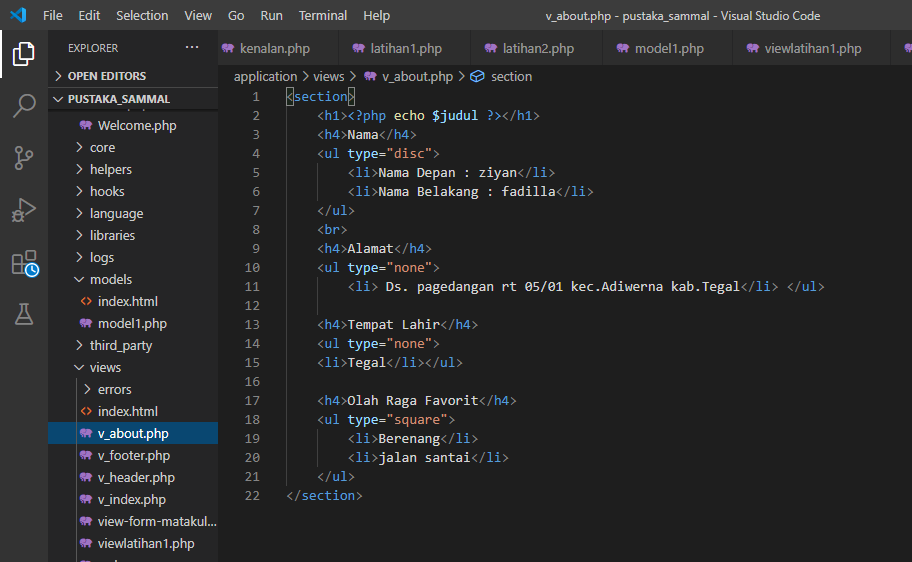 File Edit Selection View Go Run Terminal Help v_about.php - pustaka_sammal - Visual Studio Code
EXPLORER ···
kenalan.php latihan1.php latihan2.php model1.php viewlatihan1.php
OPEN EDITORS
PUSTAKA_SAMMAL
Welcome.php
core
helpers
hooks
language
libraries
logs
models
index.html
model1.php
third_party
views
errors
index.html
v_about.php
v_footer.php
v_header.php
v_index.php
view-form-matakul...
viewlatihan1.php
application > views > v_about.php > section
1 <section>
2 <h1><?php echo $judul ?></h1>
3 <h4>Nama</h4>
4 <ul type="disc">
5 <li>Nama Depan : ziyan</li>
6 <li>Nama Belakang : fadilla</li>
7 </ul>
8 <br>
9 <h4>Alamat</h4>
10 <ul type="none">
11 <li> Ds. pagedangan rt 05/01 kec.Adiwerna kab.Tegal</li> </ul>
12
13 <h4>Tempat Lahir</h4>
14 <ul type="none">
15 <li>Tegal</li></ul>
16
17 <h4>Olah Raga Favorit</h4>
18 <ul type="square">
19 <li>Berenang</li>
20 <li>jalan santai</li>
21 </ul>
22 </section>